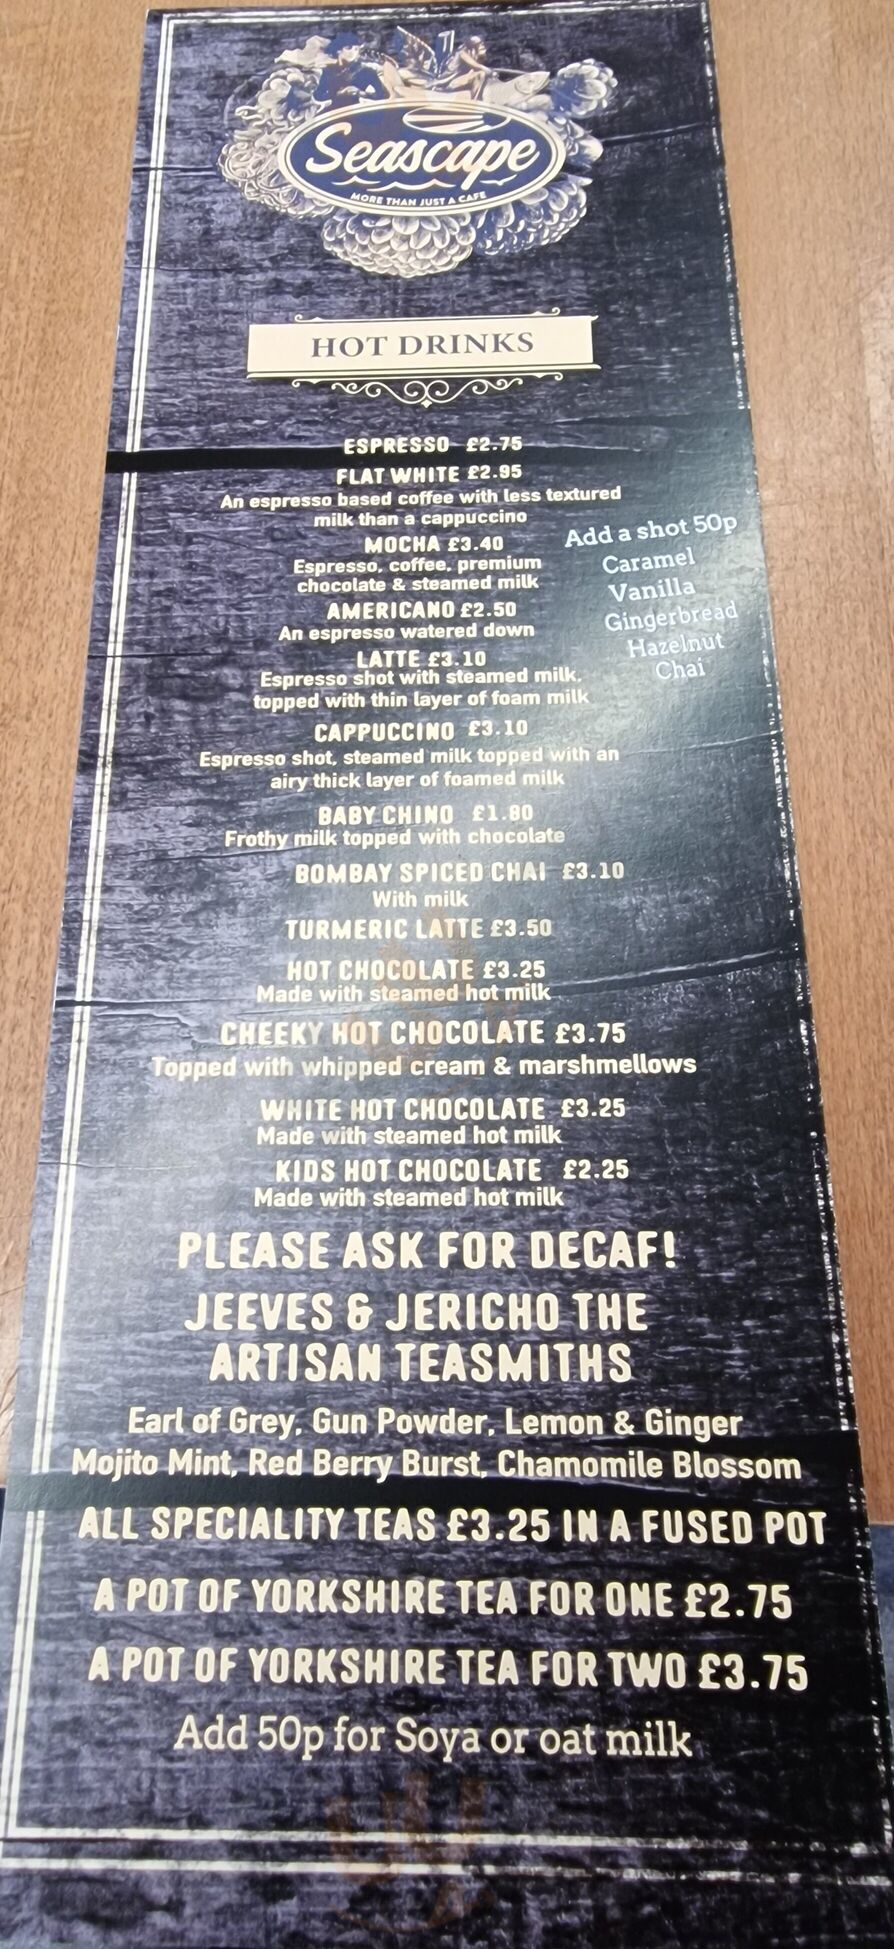 Seascape
MORE THAN JUST A CAFE
HOT DRINKS
ESPRESSO £2.75
FLAT WHITE £2.95
An espresso based coffee with less textured
milk than a cappuccino
MOCHA £3.40
Espresso, coffee, premium
chocolate & steamed milk
AMERICANO £2.50
An espresso watered down
LATTE £3.10
Espresso shot with steamed milk,
topped with thin layer of foam milk
Add a shot 50p
Caramel
Vanilla
Gingerbread
Hazelnut
Chai
CAPPUCCINO £3.10
Espresso shot, steamed milk topped with an
airy thick layer of foamed milk
BABY CHINO £1.80
Frothy milk topped with chocolate
BOMBAY SPICED CHAI £3.10
With milk
TURMERIC LATTE £3.50
HOT CHOCOLATE £3.25
Made with steamed hot milk
CHEEKY HOT CHOCOLATE £3.75
Topped with whipped cream & marshmellows
WHITE HOT CHOCOLATE £3.25
Made with steamed hot milk
KIDS HOT CHOCOLATE £2.25
Made with steamed hot milk
PLEASE ASK FOR DECAF!
JEEVES & JERICHO THE
ARTISAN TEASMITHS
Earl of Grey, Gun Powder, Lemon & Ginger
Mojito Mint, Red Berry Burst, Chamomile Blossom
ALL SPECIALITY TEAS £3.25 IN A FUSED POT
A POT OF YORKSHIRE TEA FOR ONE £2.75
A POT OF YORKSHIRE TEA FOR TWO £3.75
Add 50p for Soya or oat milk